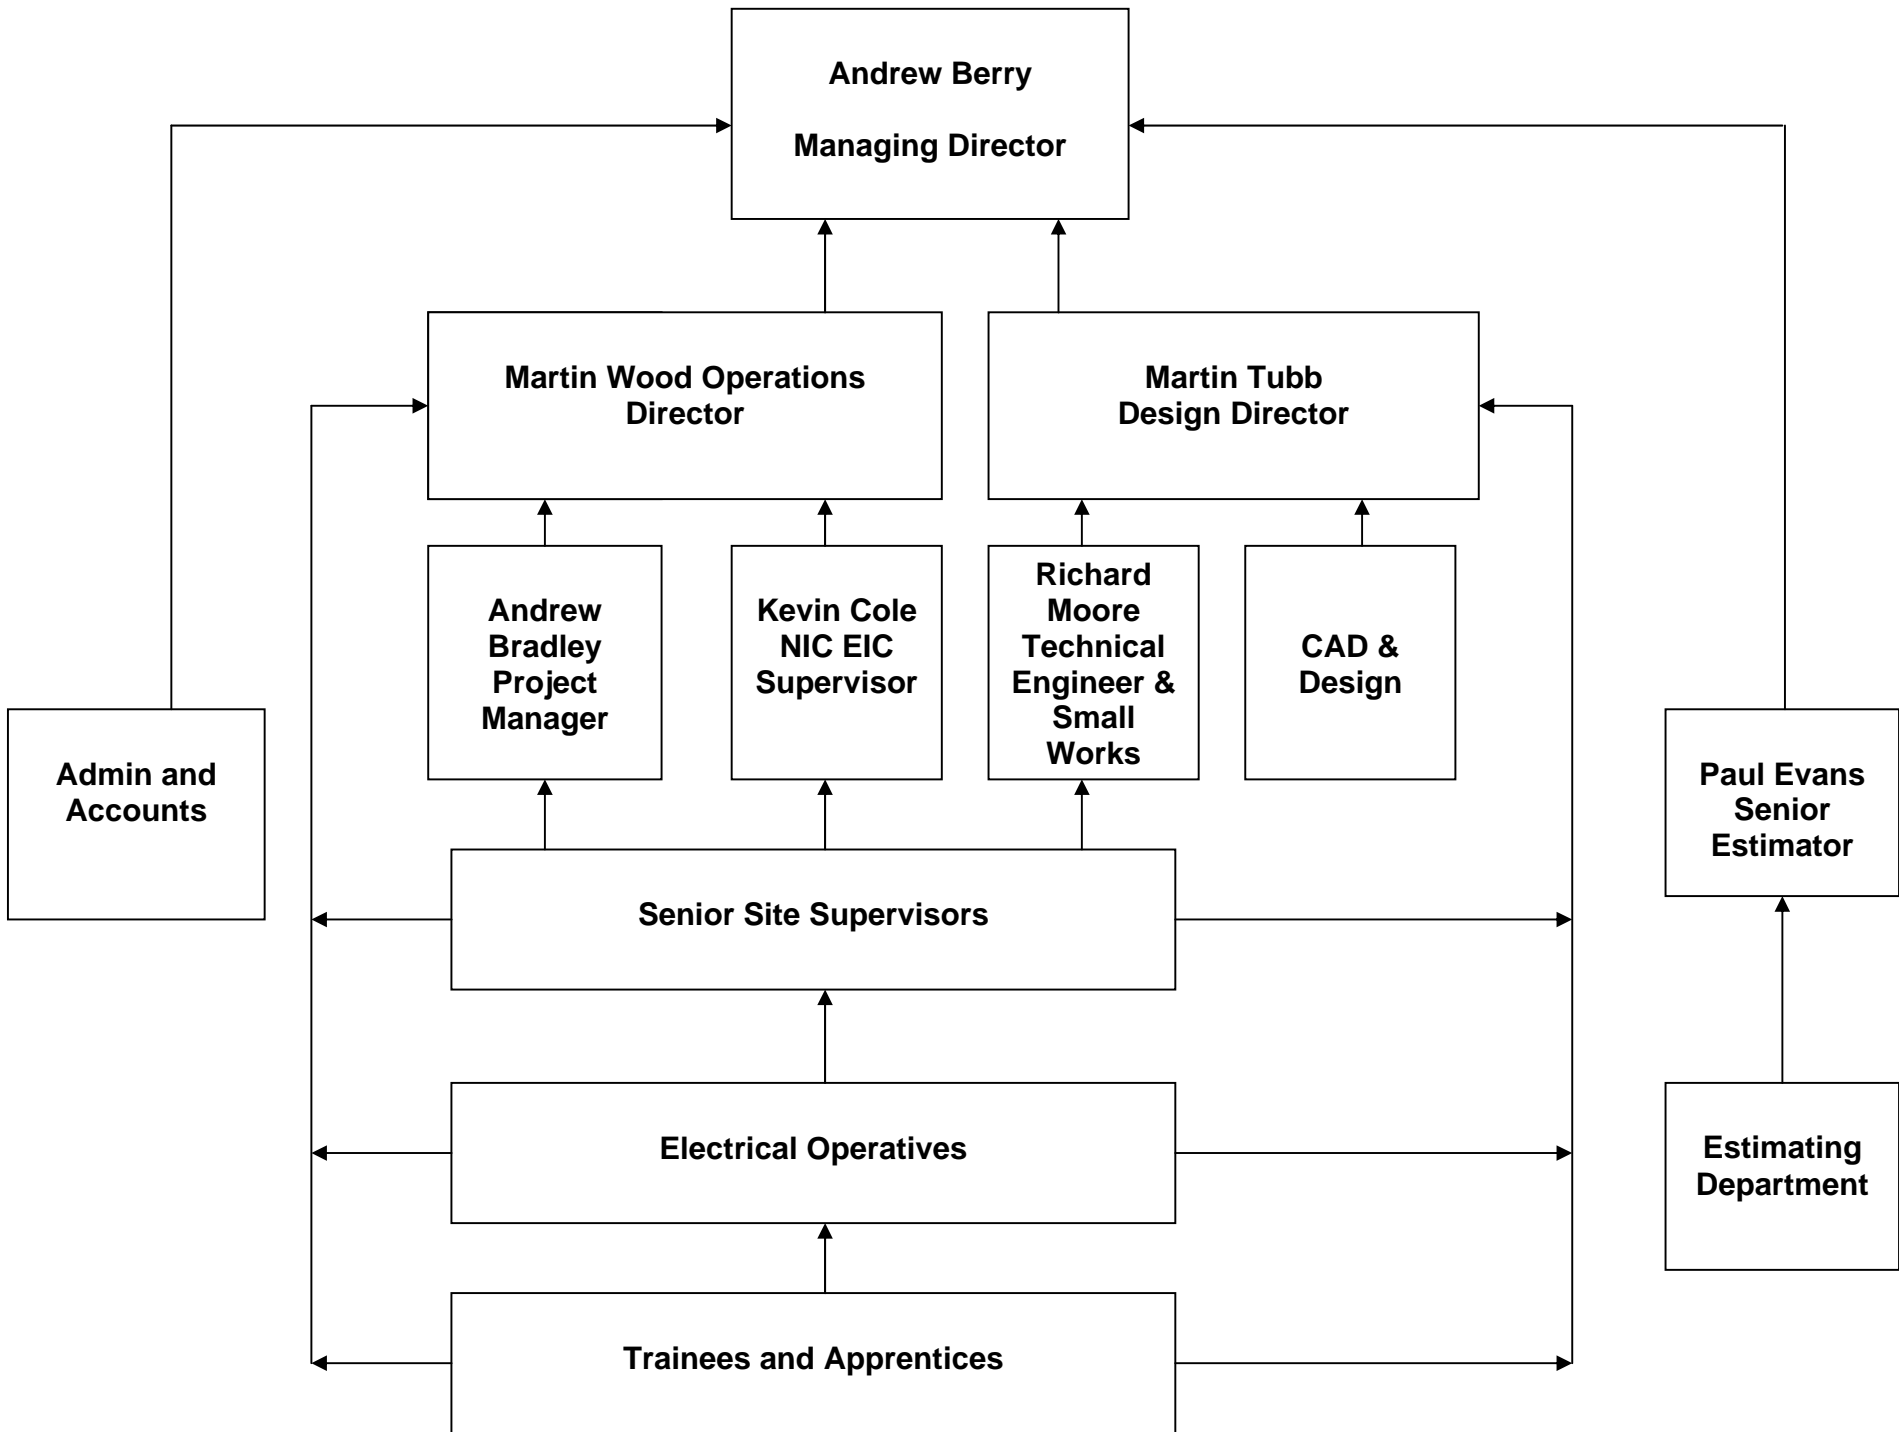 Andrew Berry
Managing Director
Martin Wood Operations
Director
Martin Tubb
Design Director
Andrew
Bradley
Project
Manager
Kevin Cole
NIC EIC
Supervisor
Richard
Moore
Technical
Engineer &
Small
Works
CAD &
Design
Admin and
Accounts
Paul Evans
Senior
Estimator
Senior Site Supervisors
Electrical Operatives
Estimating
Department
Trainees and Apprentices